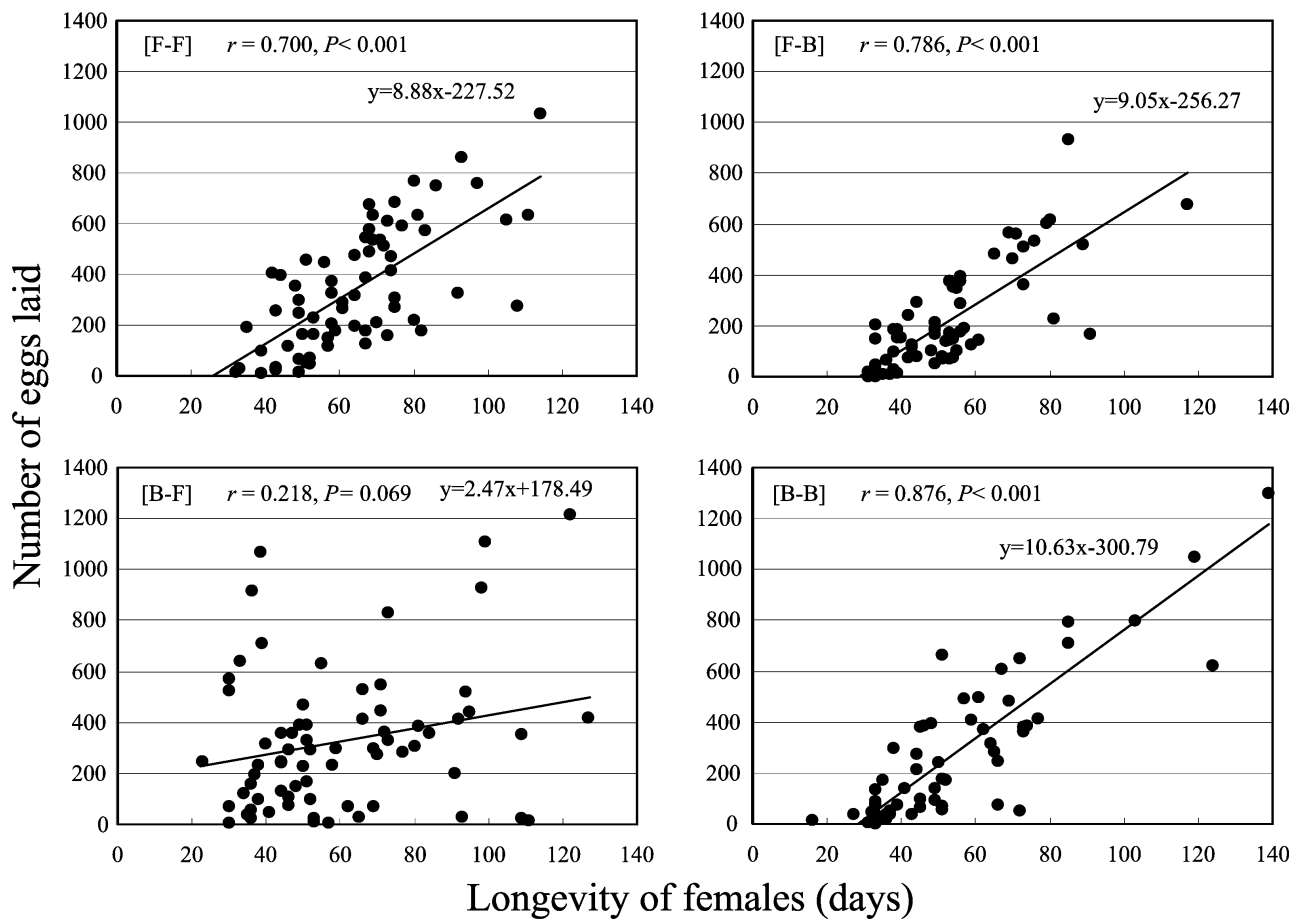 Number of eggs laid
1400
[F-F] r = 0.700, P< 0.001
1200
y=8.88x-227.52
1000
800
600
400
200
0
0 20 40 60 80 100 120 140
1400
[F-B] r = 0.786, P< 0.001
1200
y=9.05x-256.27
1000
800
600
400
200
0
0 20 40 60 80 100 120 140
1400
[B-F] r = 0.218, P= 0.069 y=2.47x+178.49
1200
1000
800
600
400
200
0
0 20 40 60 80 100 120 140
1400
[B-B] r = 0.876, P< 0.001
1200
y=10.63x-300.79
1000
800
600
400
200
0
0 20 40 60 80 100 120 140
Longevity of females (days)